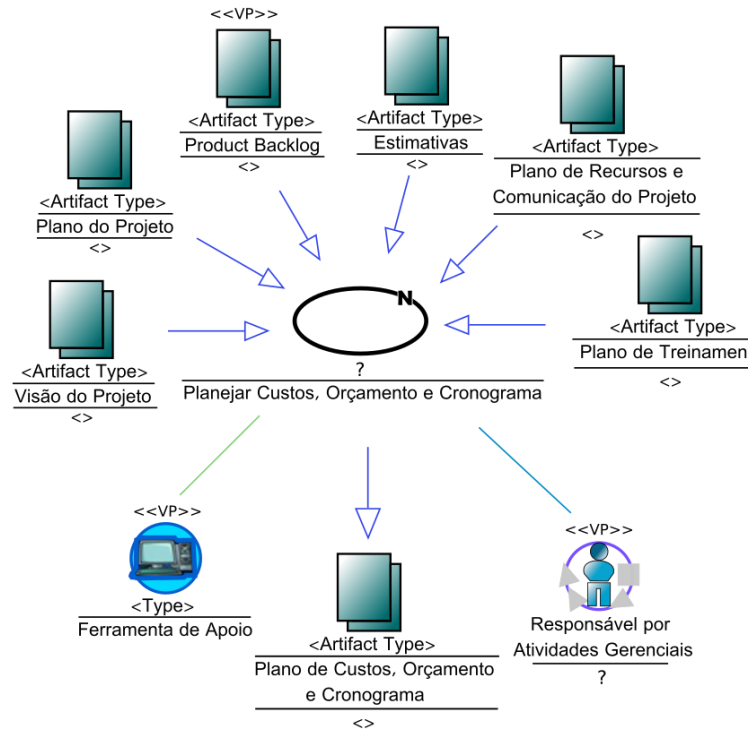 <<VP>>
<Artifact Type>
Product Backlog
<>
<Artifact Type>
Estimativas
<>
<Artifact Type>
Plano de Recursos e
Comunicação do Projeto
<>
<Artifact Type>
Plano do Projeto
<>
<Artifact Type>
Plano de Treinamen
<>
<Artifact Type>
Visão do Projeto
<>
N
?
Planejar Custos, Orçamento e Cronograma
<<VP>>
<Type>
Ferramenta de Apoio
<Artifact Type>
Plano de Custos, Orçamento
e Cronograma
<>
<<VP>>
Responsável por
Atividades Gerenciais
?